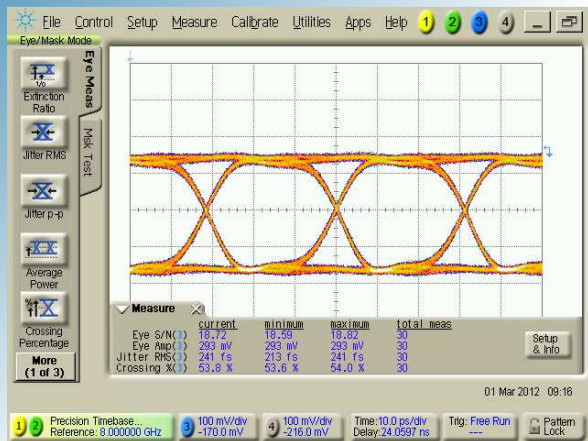 File Control Setup Measure Calibrate Utilities Apps Help 1 2 3 4
Eye/Mask Mode
Eye Meas
Msk Test
Extinction
Ratio
Jitter RMS
Jitter p-p
Average
Power
Crossing
Percentage
More
(1 of 3)
Measure
current minimum maximum total meas
Eye S/N(3) 18.72 18.59 18.82 30
Eye Amp(3) 293 mV 293 mV 293 mV 30
Jitter RMS(3) 241 fs 213 fs 241 fs 30
Crossing %(3) 53.8 % 53.6 % 54.0 % 30
Setup
& Info
01 Mar 2012 09:16
1 2 Precision Timebase...
Reference: 8.000000 GHz
3 100 mV/div
-170.0 mV
4 100 mV/div
-216.0 mV
Time:10.0 ps/div
Delay:24.0597 ns
Trig: Free Run
---
Pattern
Lock